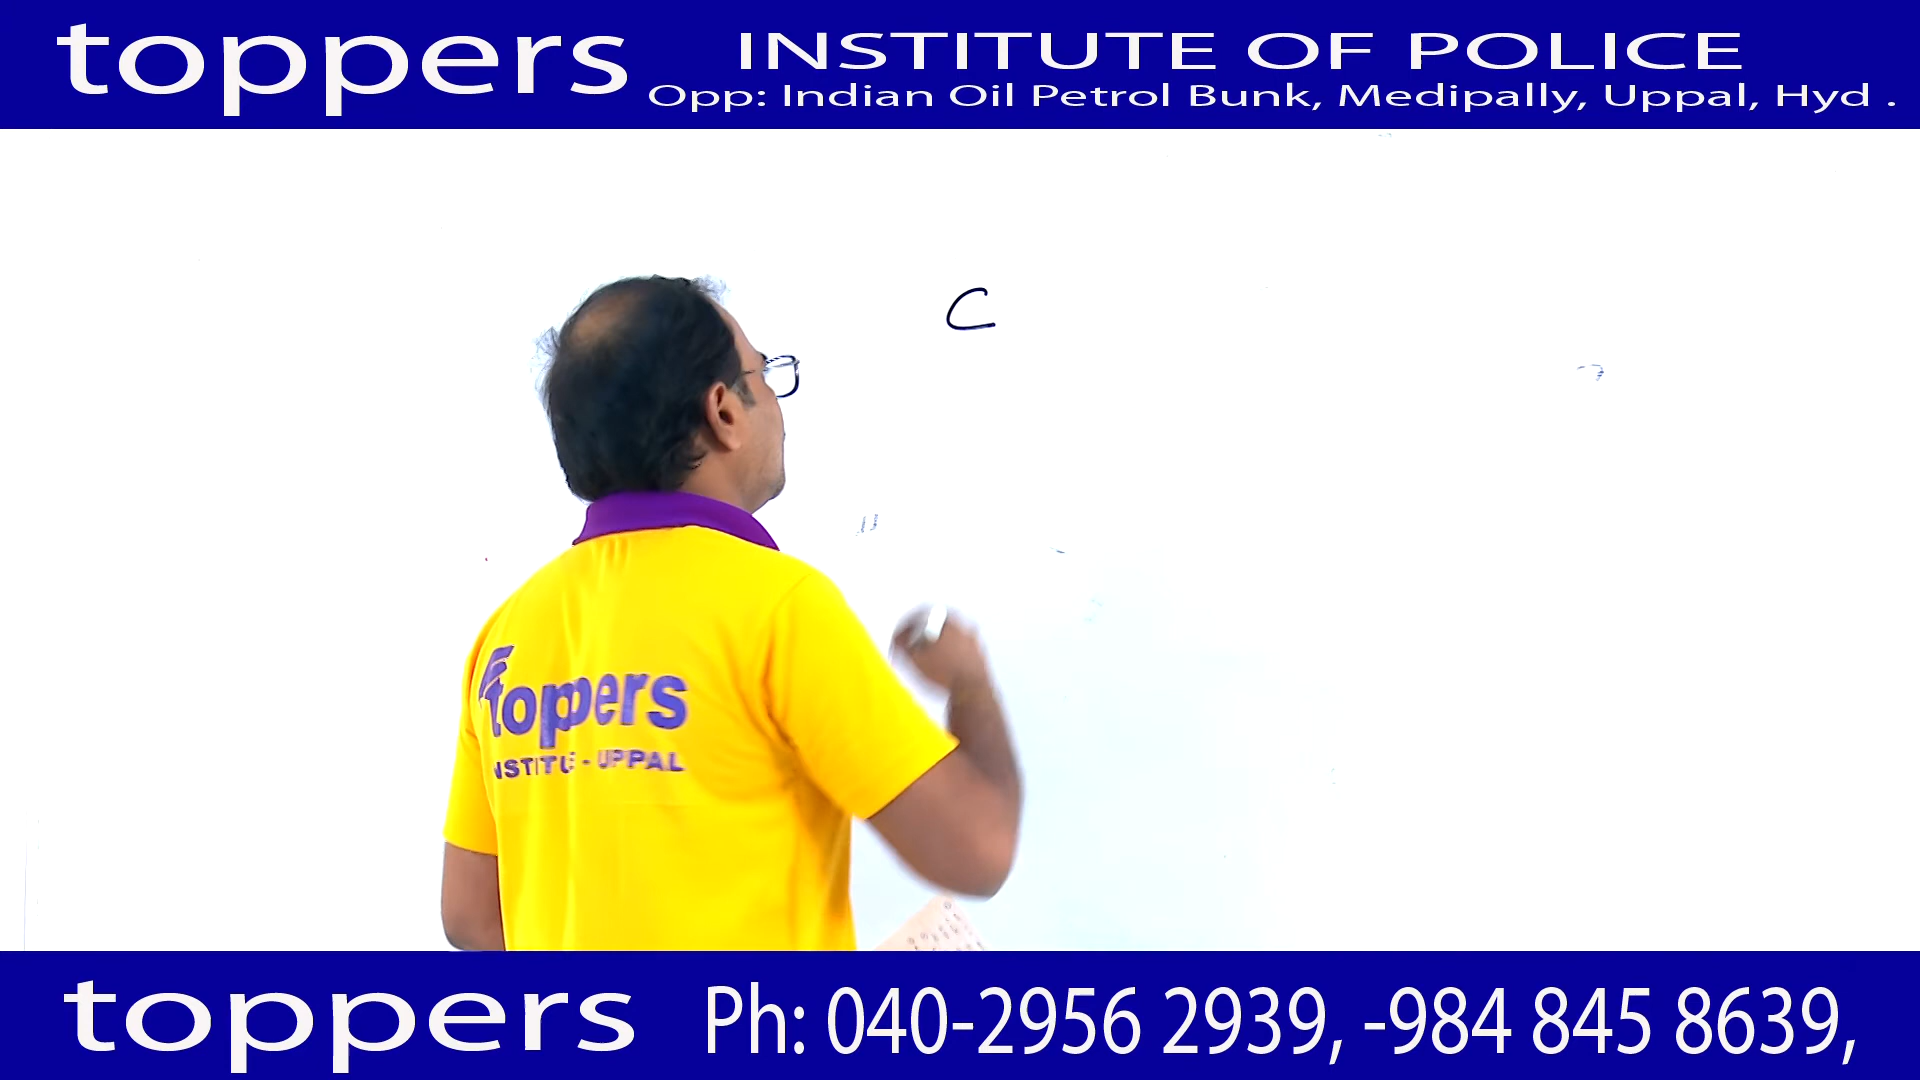 toppers
INSTITUTE OF POLICE
Opp: Indian Oil Petrol Bunk, Medipally, Uppal, Hyd .
C
toppers
NSTITU - UPPAL
toppers
Ph: 040-2956 2939, -984 845 8639,